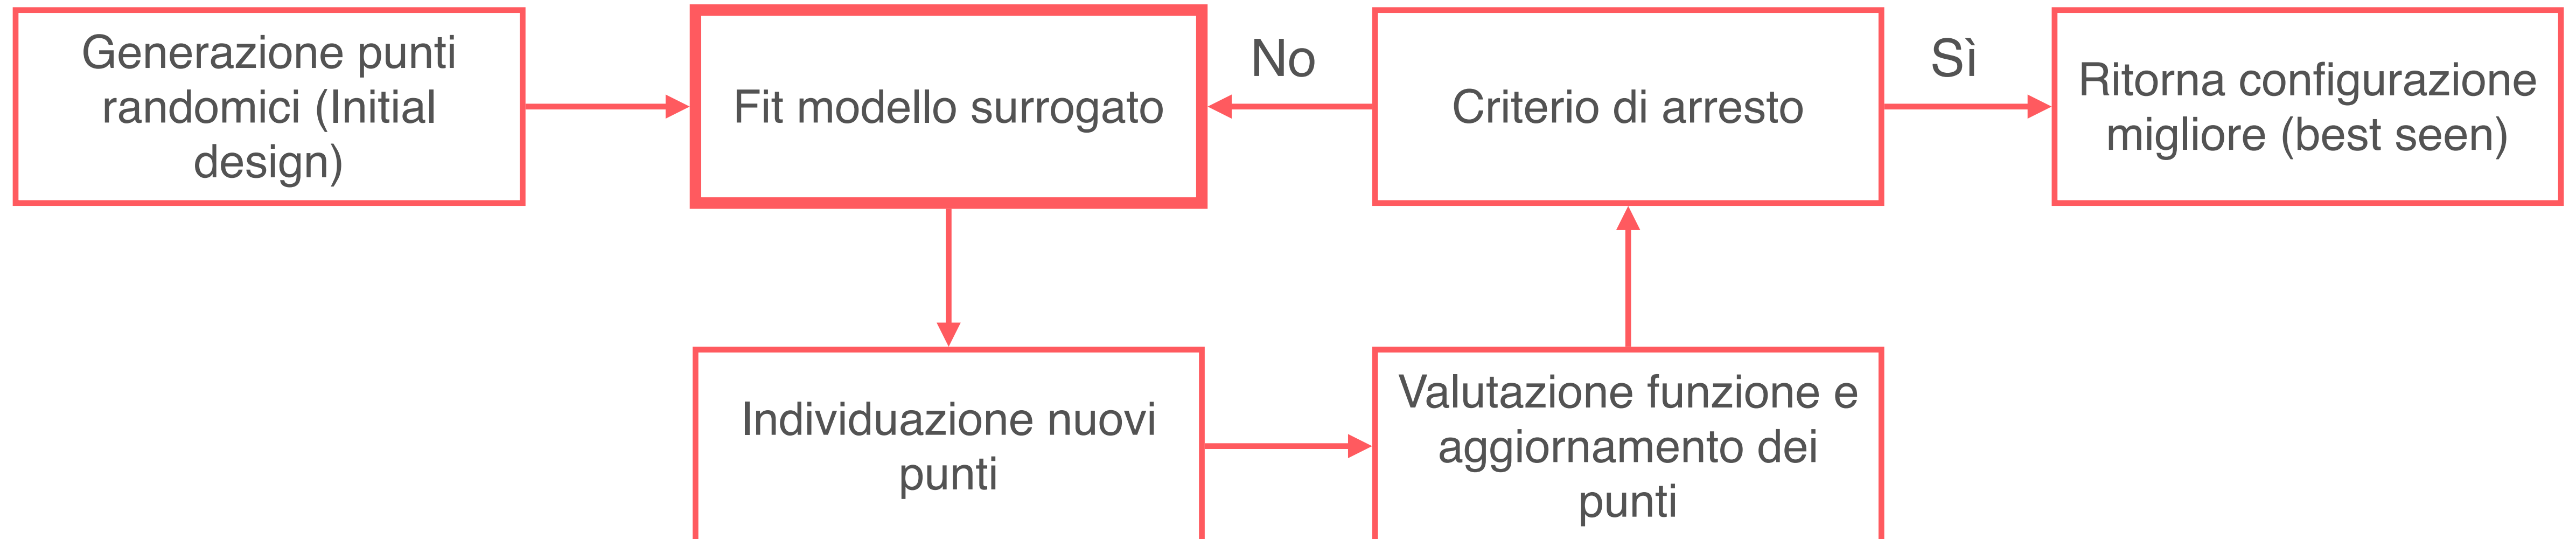 Generazione punti
randomici (Initial
design)
Fit modello surrogato
No
Criterio di arresto
Sì
Ritorna configurazione
migliore (best seen)
Individuazione nuovi
punti
Valutazione funzione e
aggiornamento dei
punti